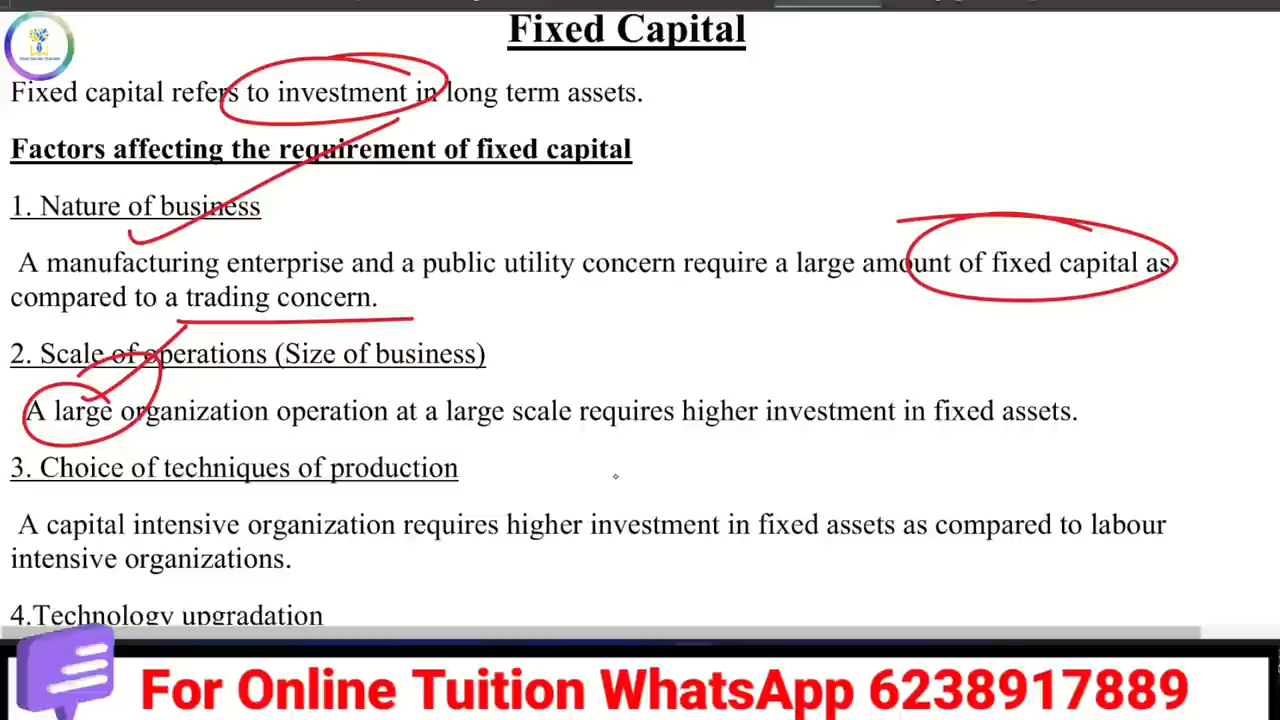 Fixed Capital
Fixed capital refers to investment in long term assets.
Factors affecting the requirement of fixed capital
1. Nature of business
A manufacturing enterprise and a public utility concern require a large amount of fixed capital as
compared to a trading concern.
2. Scale of operations (Size of business)
A large organization operation at a large scale requires higher investment in fixed assets.
3. Choice of techniques of production
A capital intensive organization requires higher investment in fixed assets as compared to labour
intensive organizations.
4.Technology upgradation
For Online Tuition WhatsApp 6238917889